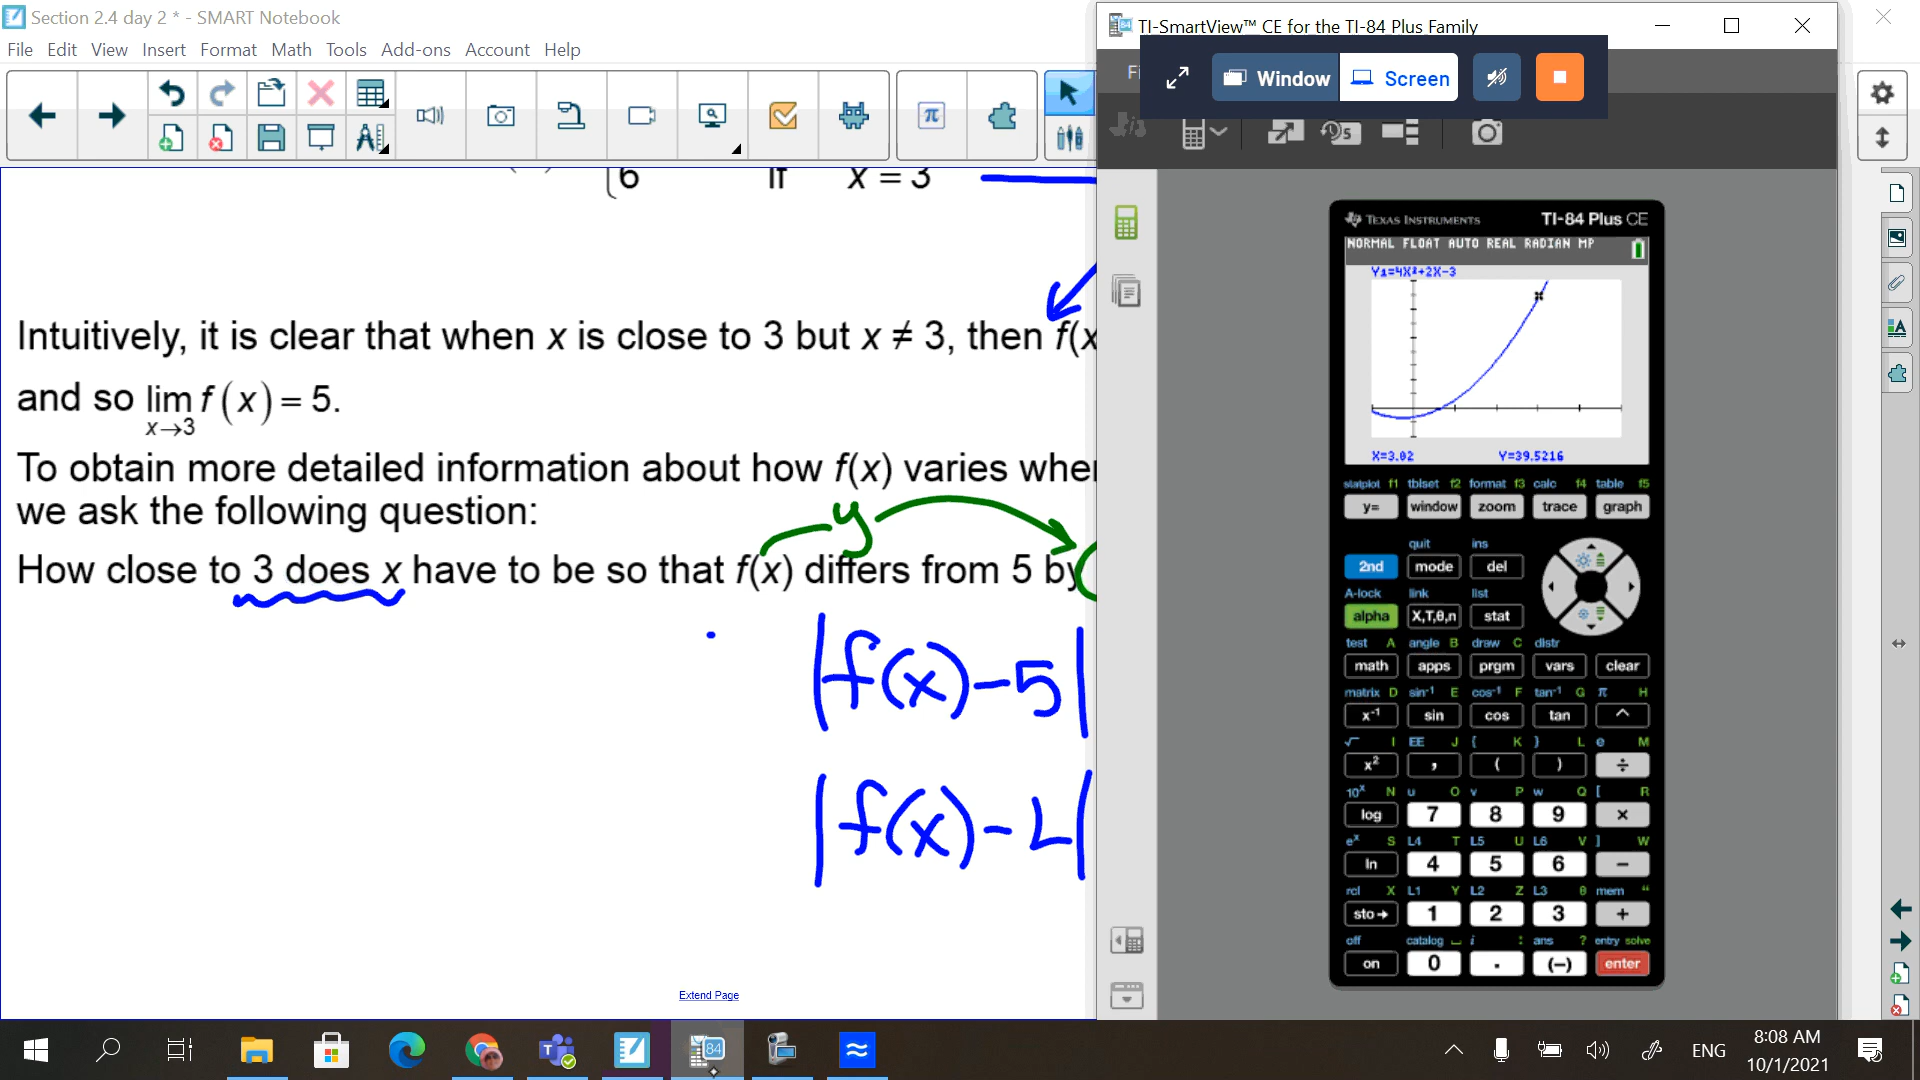 Section 2.4 day 2 * - SMART Notebook
File Edit View Insert Format Math Tools Add-ons Account Help
TI-SmartView™ CE for the TI-84 Plus Family
Fi
Window Screen
6 if x = 3
Intuitively, it is clear that when x is close to 3 but x ≠ 3, then f(x
and so lim f(x) = 5.
x→3
To obtain more detailed information about how f(x) varies when
we ask the following question:
y
How close to 3 does x have to be so that f(x) differs from 5 by
|f(x)-5|
|f(x)-L|
Extend Page
TEXAS INSTRUMENTS TI-84 Plus CE
NORMAL FLOAT AUTO REAL RADIAN MP
Y1=4X²+2X-3
X=3.02 Y=39.5216
statplot f1 tblset f2 format f3 calc f4 table f5
y= window zoom trace graph
quit ins
2nd mode del
A-lock link list
alpha X,T,θ,n stat
test A angle B draw C distr
math apps prgm vars clear
matrix D sin⁻¹ E cos⁻¹ F tan⁻¹ G π H
x⁻¹ sin cos tan ^
√ I EE J { K } L e M
x² , ( ) ÷
10ˣ N u O v P w Q [ R
log 7 8 9 ×
eˣ S L4 T L5 U L6 V ] W
ln 4 5 6 −
rcl X L1 Y L2 Z L3 θ mem "
sto→ 1 2 3 +
off catalog i : ans ? entry solve
on 0 . (−) enter
84
ENG
8:08 AM
10/1/2021